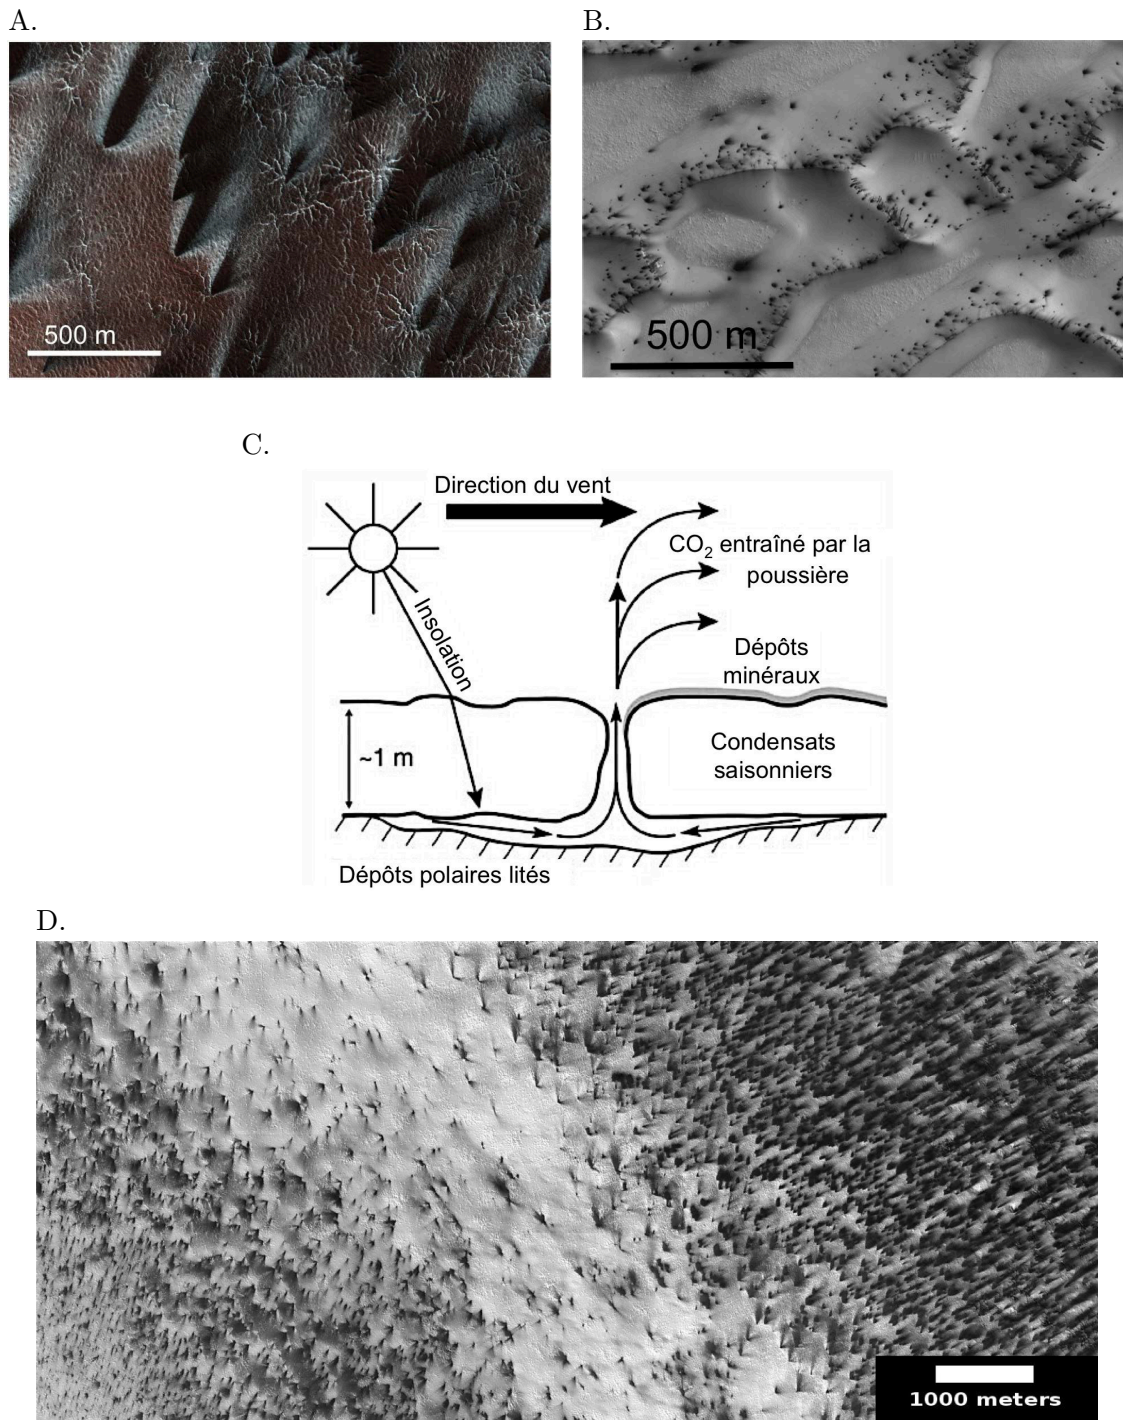 A.
B.
500 m
500 m
C.
Direction du vent
CO₂ entraîné par la
poussière
Insolation
Dépôts
minéraux
~1 m
Condensats
saisonniers
Dépôts polaires lités
D.
1000 meters